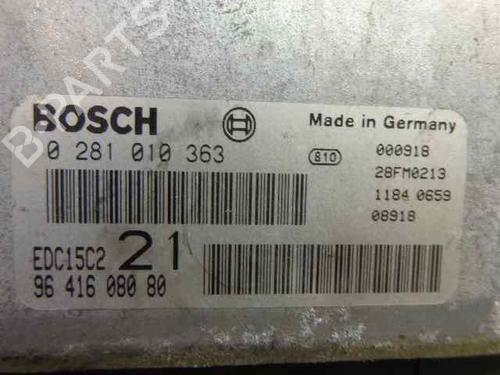 B-PARTS
BOSCH
Made in Germany
0 281 010 363
810
000918
28FM0213
1184 0659
08918
EDC15C2 21
96 416 080 80